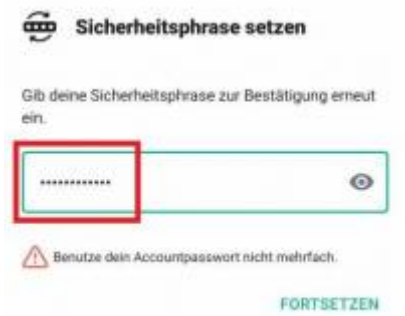 Sicherheitsphrase setzen
Gib deine Sicherheitsphrase zur Bestätigung erneut
ein.
••••••••••••
Benutze dein Accountpasswort nicht mehrfach.
FORTSETZEN